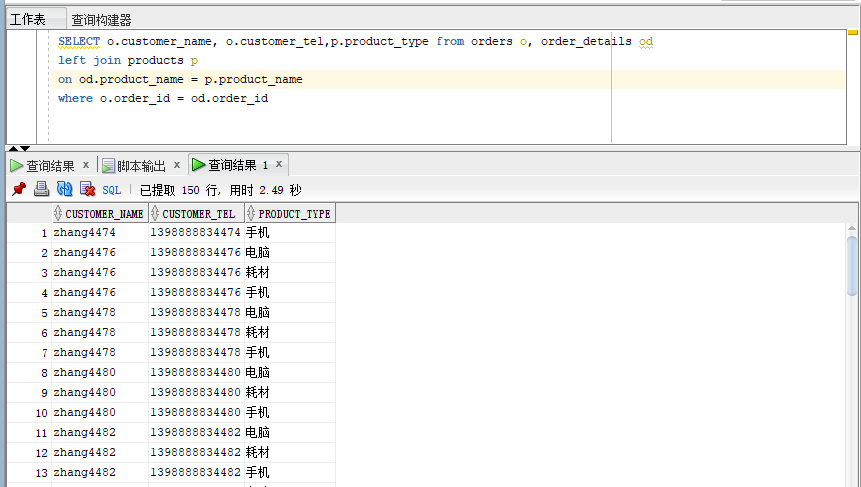 工作表 查询构建器
SELECT o.customer_name, o.customer_tel,p.product_type from orders o, order_details od
left join products p
on od.product_name = p.product_name
where o.order_id = od.order_id
查询结果 x 脚本输出 x 查询结果 1 x
SQL 已提取 150 行, 用时 2.49 秒
CUSTOMER_NAME CUSTOMER_TEL PRODUCT_TYPE
1 zhang4474 1398888834474 手机
2 zhang4476 1398888834476 电脑
3 zhang4476 1398888834476 耗材
4 zhang4476 1398888834476 手机
5 zhang4478 1398888834478 电脑
6 zhang4478 1398888834478 耗材
7 zhang4478 1398888834478 手机
8 zhang4480 1398888834480 电脑
9 zhang4480 1398888834480 耗材
10 zhang4480 1398888834480 手机
11 zhang4482 1398888834482 电脑
12 zhang4482 1398888834482 耗材
13 zhang4482 1398888834482 手机